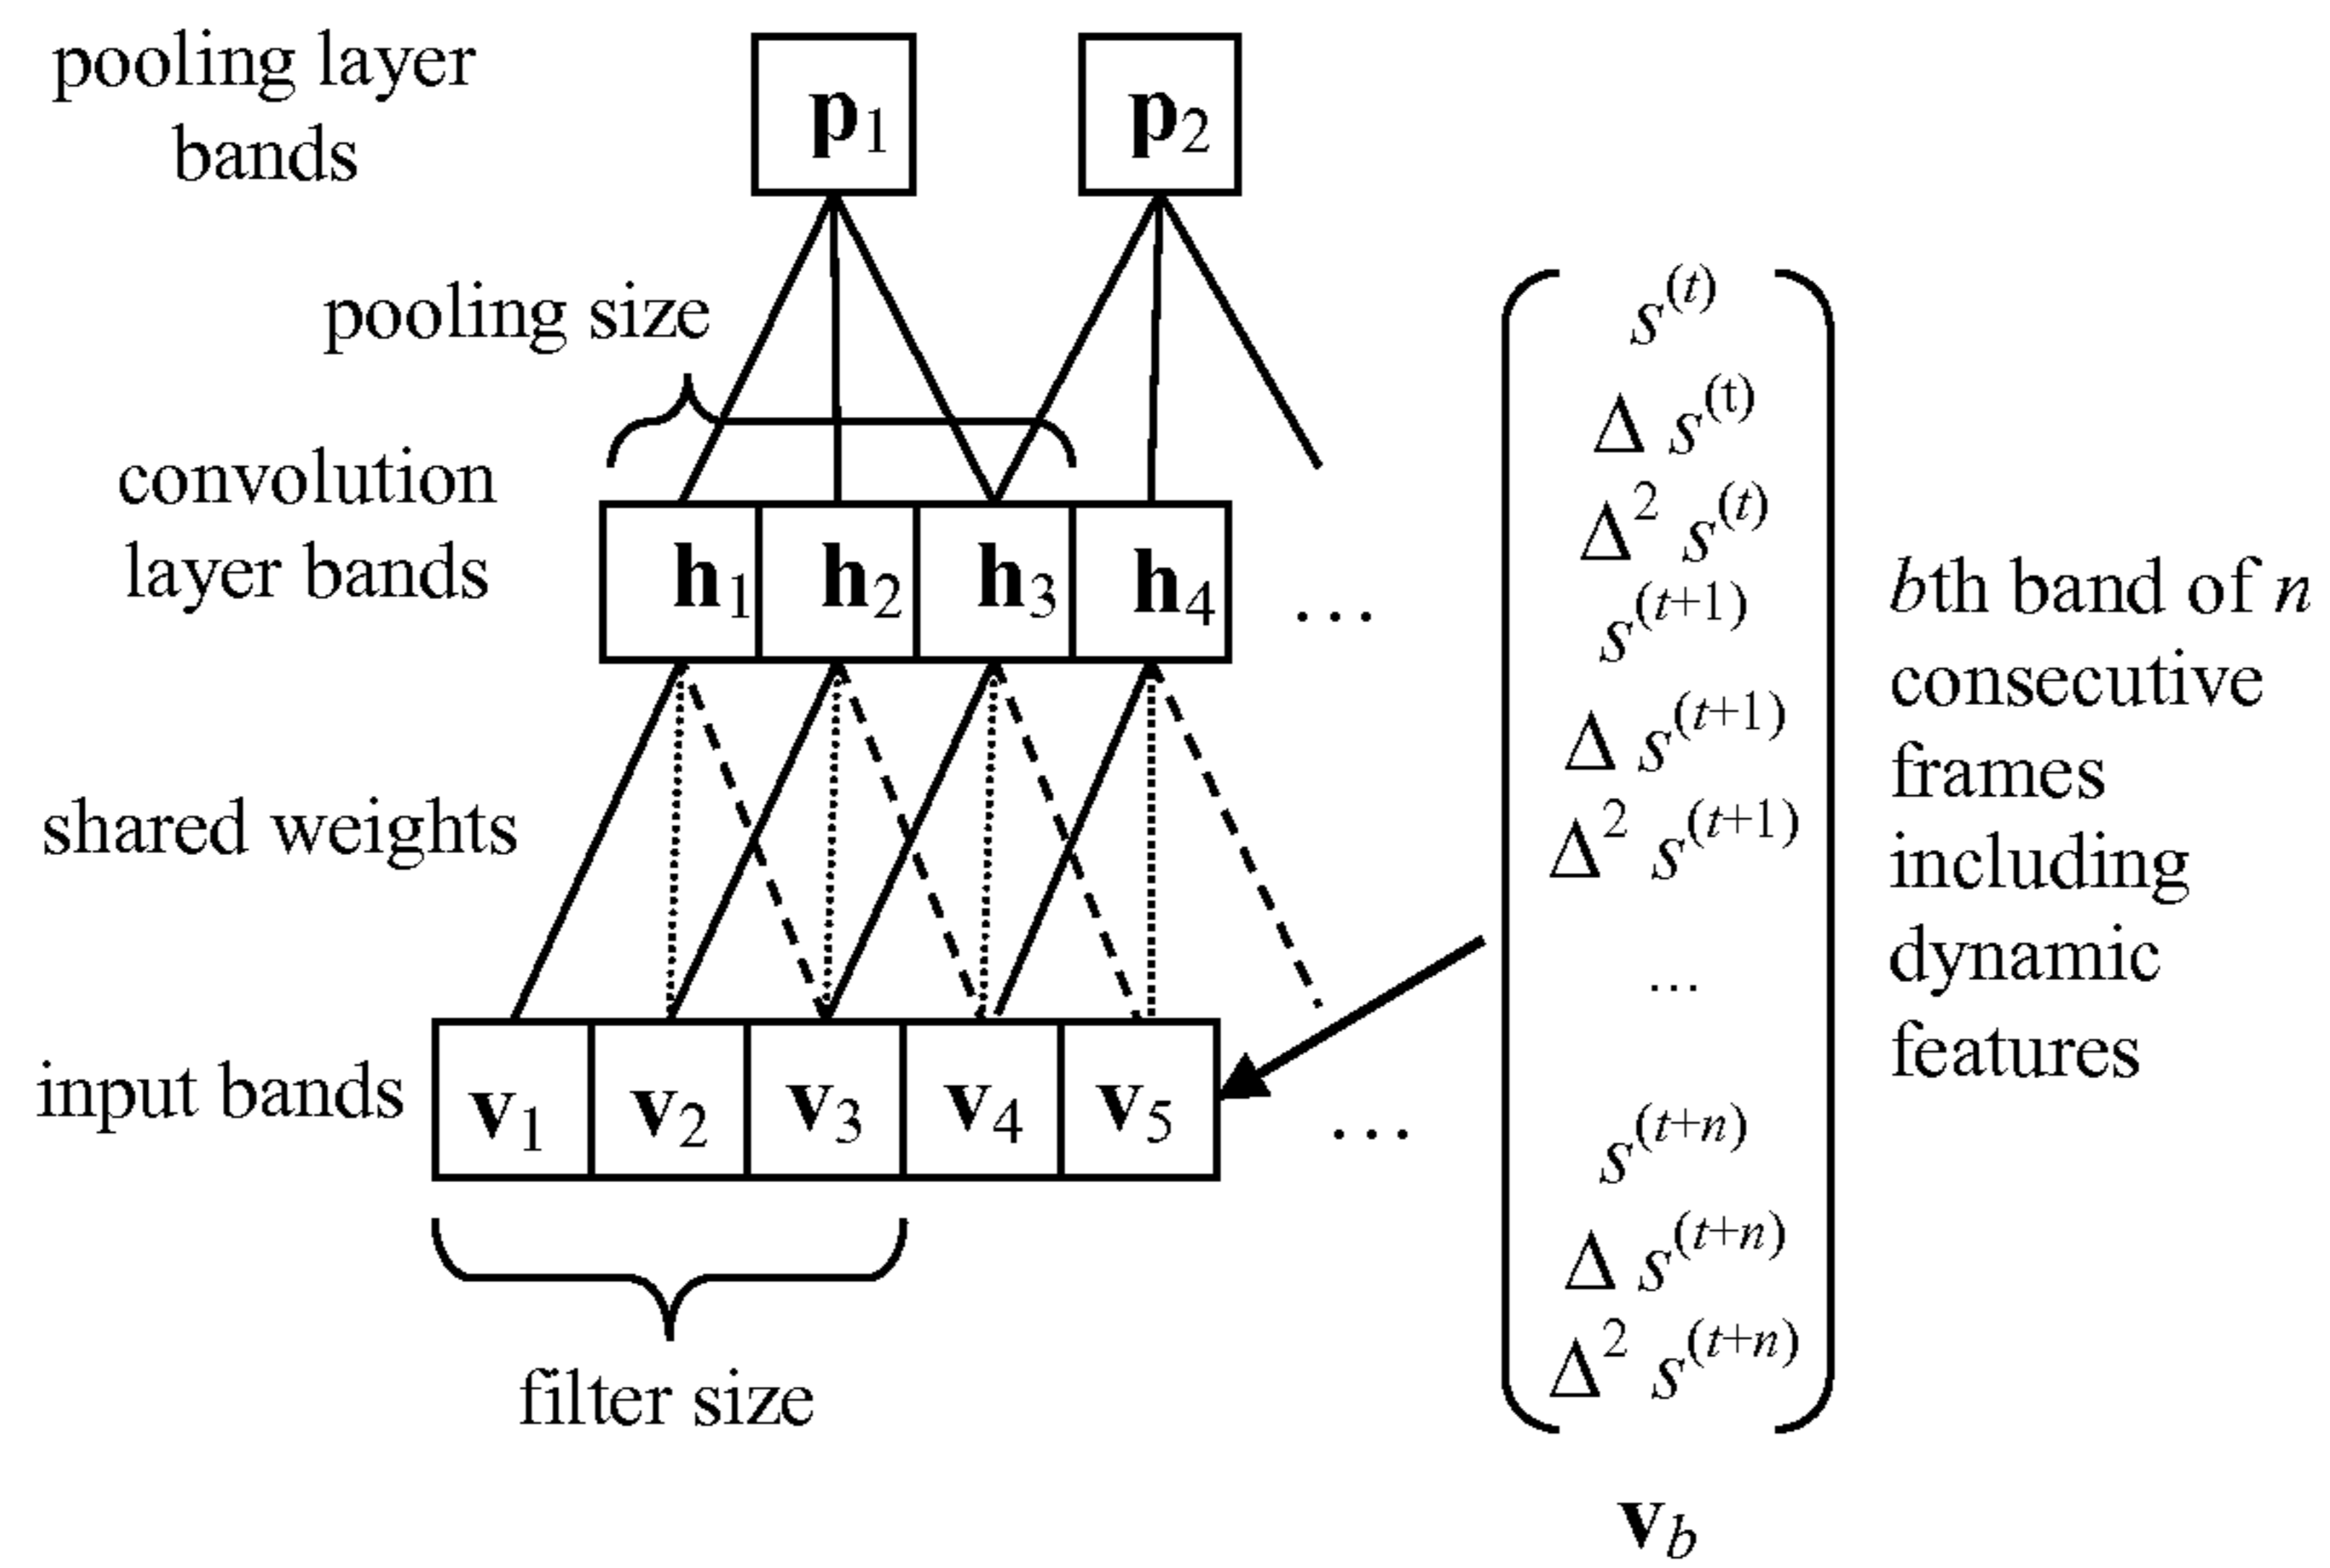 pooling layer
bands
p₁ p₂
pooling size
convolution
layer bands
h₁ h₂ h₃ h₄ …
shared weights
input bands
v₁ v₂ v₃ v₄ v₅ …
filter size
s⁽ᵗ⁾
Δ s⁽ᵗ⁾
Δ² s⁽ᵗ⁾
s⁽ᵗ⁺¹⁾
Δ s⁽ᵗ⁺¹⁾
Δ² s⁽ᵗ⁺¹⁾
…
s⁽ᵗ⁺ⁿ⁾
Δ s⁽ᵗ⁺ⁿ⁾
Δ² s⁽ᵗ⁺ⁿ⁾
v_b
bth band of n
consecutive
frames
including
dynamic
features